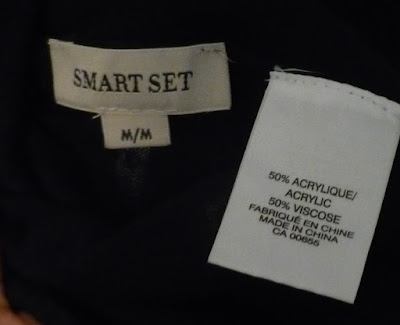 SMART SET
M/M
50% ACRYLIQUE/
ACRYLIC
50% VISCOSE
FABRIQUÉ EN CHINE
MADE IN CHINA
CA 00655